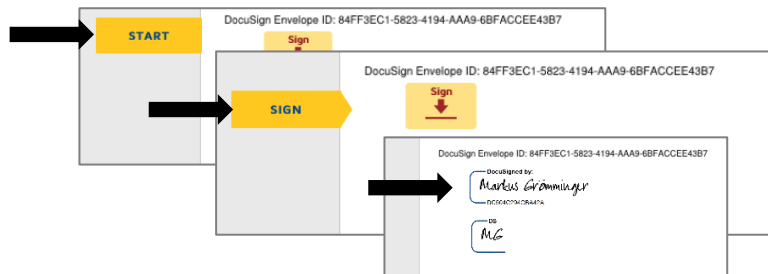 DocuSign Envelope ID: 84FF3EC1-5823-4194-AAA9-6BFACCEE43B7
START
Sign
DocuSign Envelope ID: 84FF3EC1-5823-4194-AAA9-6BFACCEE43B7
Sign
SIGN
DocuSign Envelope ID: 84FF3EC1-5823-4194-AAA9-6BFACCEE43B7
DocuSigned by:
Markus Grömminger
DS
MG